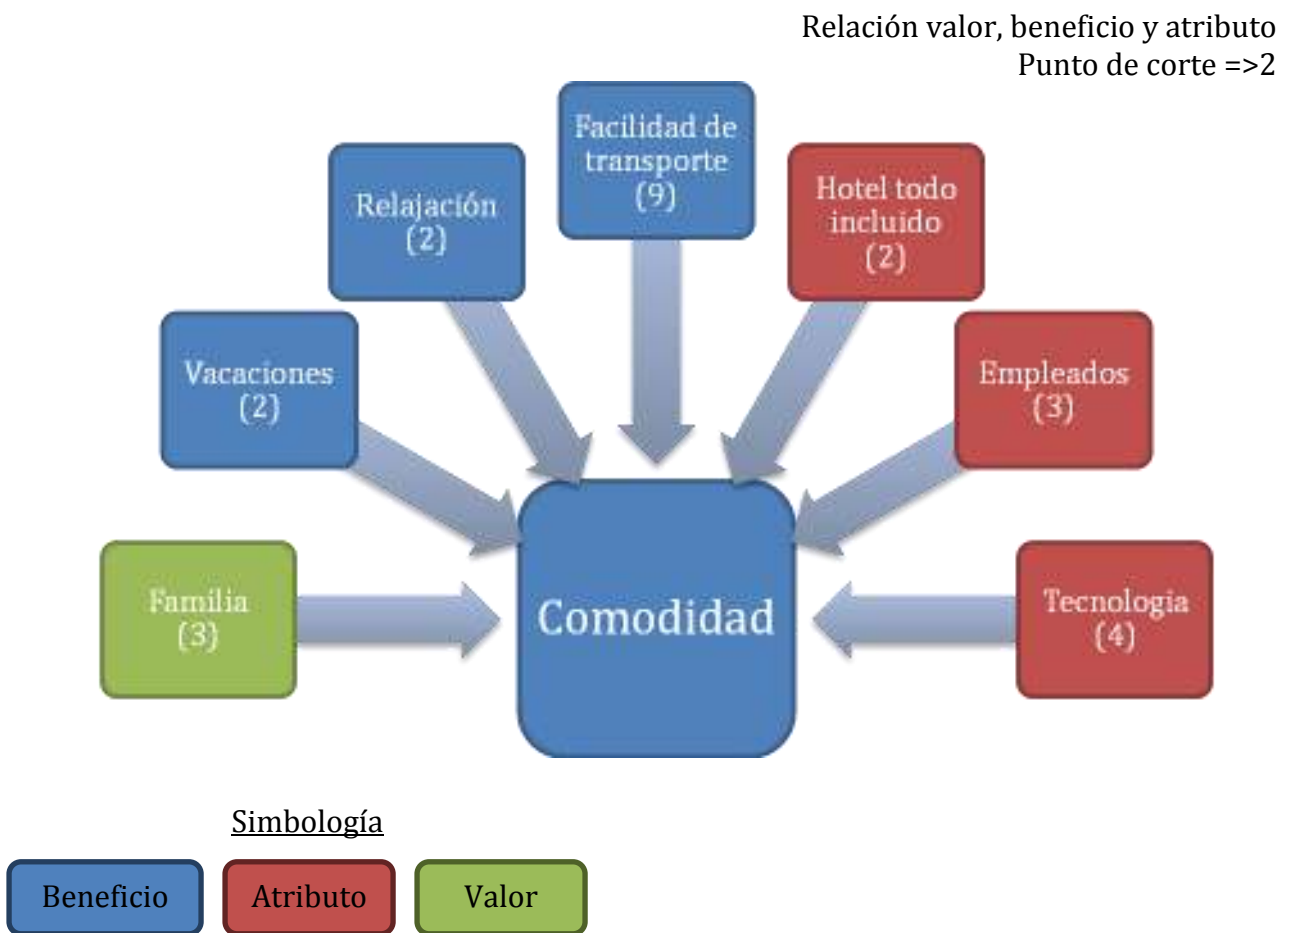 Relación valor, beneficio y atributo
Punto de corte =>2
Facilidad de
transporte
(9)
Relajación
(2)
Hotel todo
incluido
(2)
Vacaciones
(2)
Empleados
(3)
Familia
(3)
Comodidad
Tecnologia
(4)
Simbología
Beneficio
Atributo
Valor